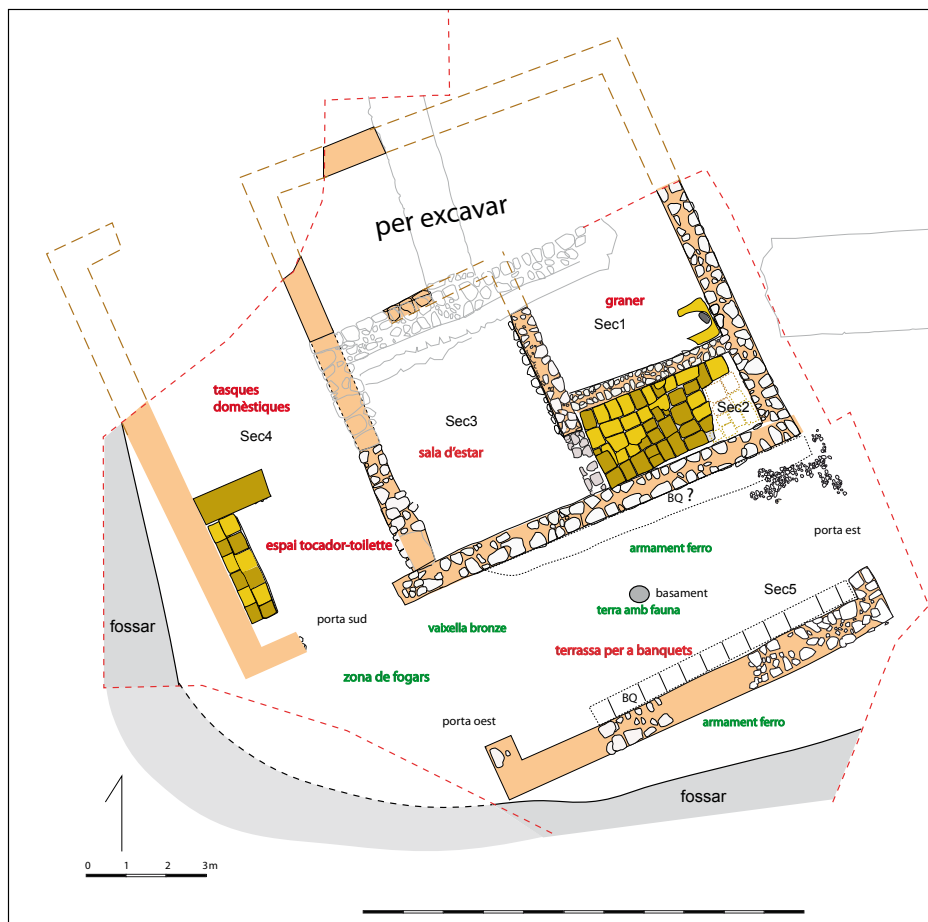 per excavar
graner
Sec1
tasques
domèstiques
Sec4
Sec3
sala d'estar
Sec2
BQ ?
porta est
espai tocador-toilette
armament ferro
basament
Sec5
terra amb fauna
fossar
porta sud
vaixella bronze
terrassa per a banquets
zona de fogars
BQ
porta oest
armament ferro
fossar
0 1 2 3m